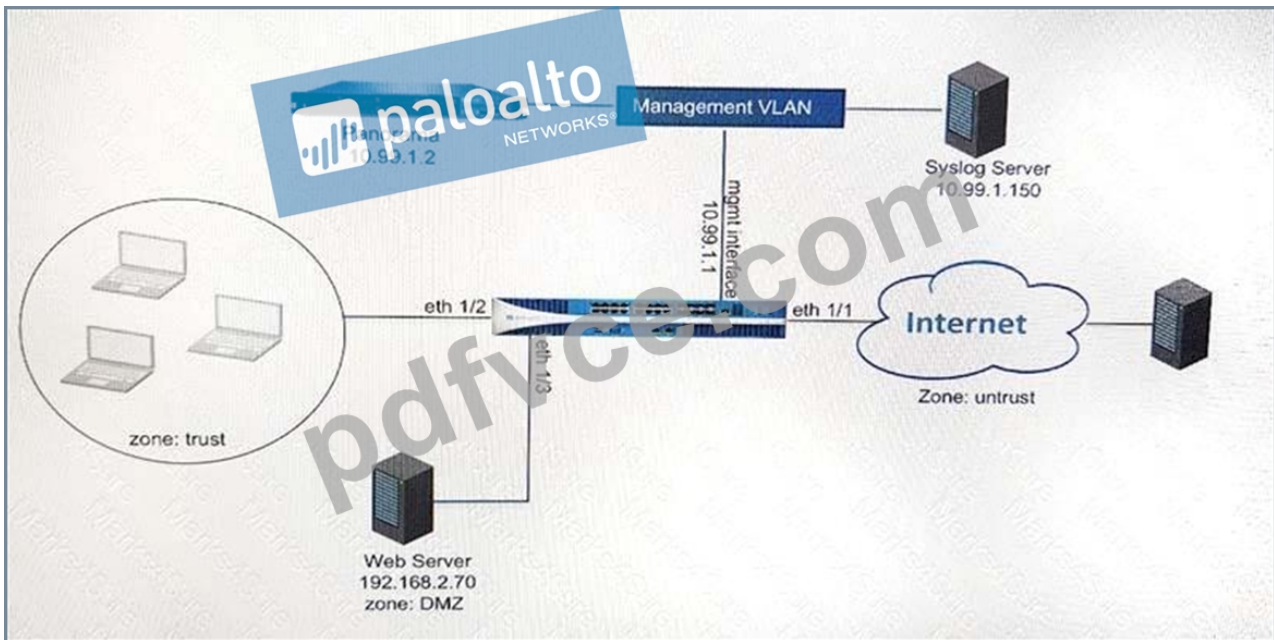 paloalto
NETWORKS®
Panorama
10.99.1.2
Management VLAN
Syslog Server
10.99.1.150
mgmt interface
10.99.1.1
eth 1/2
eth 1/1
eth 1/3
Internet
Zone: untrust
zone: trust
Web Server
192.168.2.70
zone: DMZ
pdfvce.com